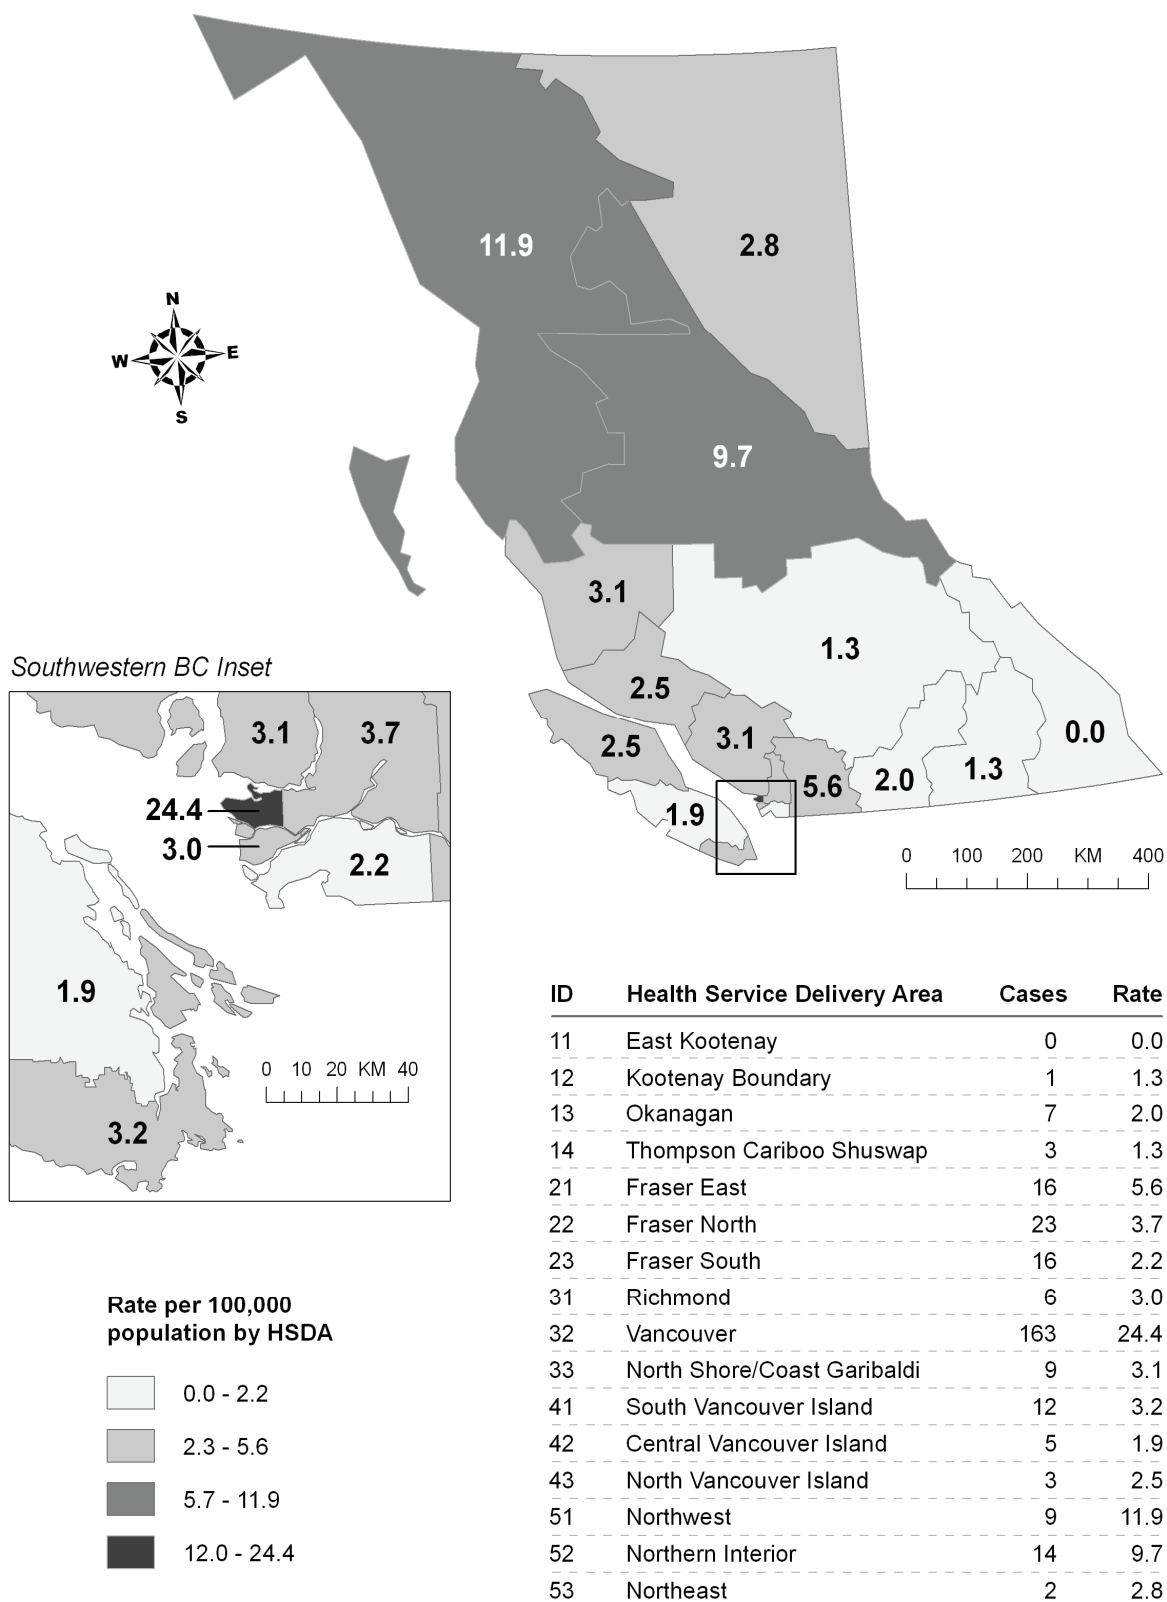 11.9
2.8
N
W
E
S
9.7
3.1
1.3
2.5
2.5
3.1
0.0
1.3
2.0
5.6
1.9
0 100 200 KM 400
Southwestern BC Inset
3.1
3.7
24.4
3.0
2.2
1.9
0 10 20 KM 40
3.2
Rate per 100,000
population by HSDA
0.0 - 2.2
2.3 - 5.6
5.7 - 11.9
12.0 - 24.4
ID Health Service Delivery Area Cases Rate
11 East Kootenay 0 0.0
12 Kootenay Boundary 1 1.3
13 Okanagan 7 2.0
14 Thompson Cariboo Shuswap 3 1.3
21 Fraser East 16 5.6
22 Fraser North 23 3.7
23 Fraser South 16 2.2
31 Richmond 6 3.0
32 Vancouver 163 24.4
33 North Shore/Coast Garibaldi 9 3.1
41 South Vancouver Island 12 3.2
42 Central Vancouver Island 5 1.9
43 North Vancouver Island 3 2.5
51 Northwest 9 11.9
52 Northern Interior 14 9.7
53 Northeast 2 2.8